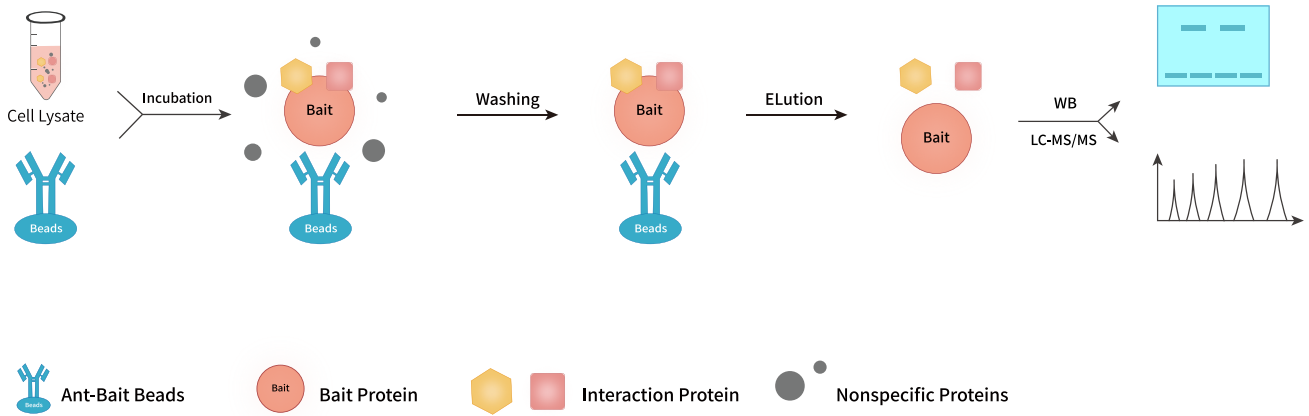 Cell Lysate
Beads
Incubation
Bait
Beads
Washing
Bait
Beads
ELution
Bait
WB
LC-MS/MS
Beads
Ant-Bait Beads
Bait
Bait Protein
Interaction Protein
Nonspecific Proteins